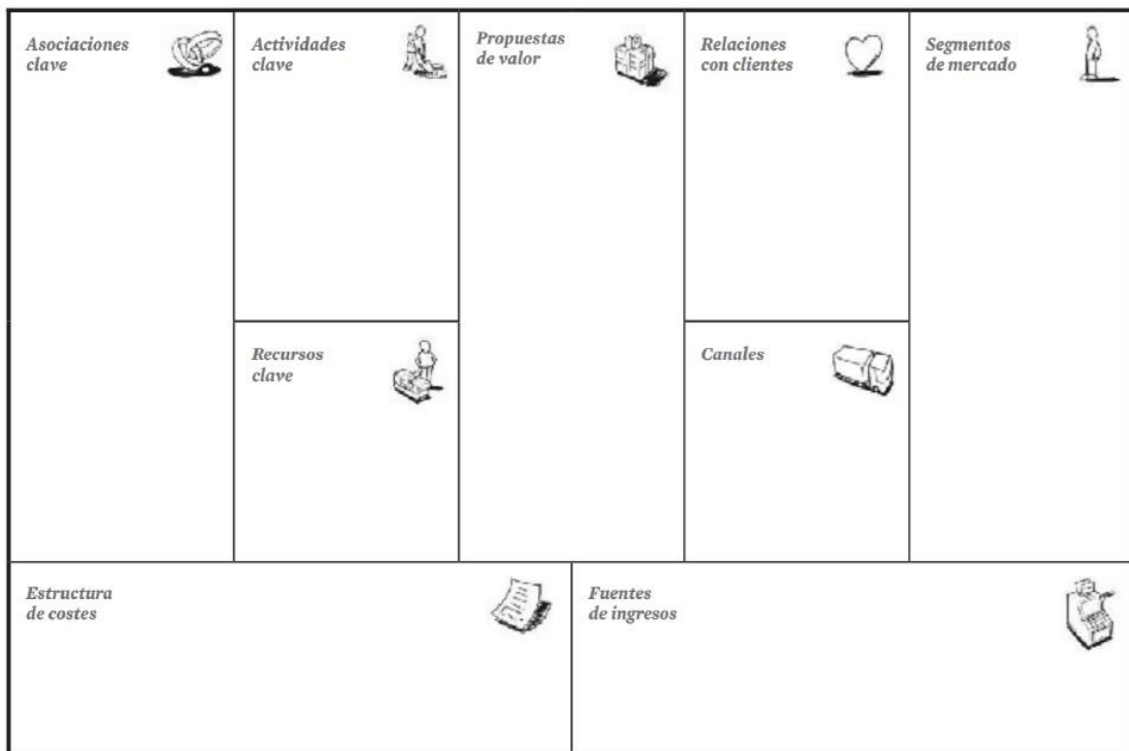 Asociaciones
clave
Actividades
clave
Propuestas
de valor
Relaciones
con clientes
Segmentos
de mercado
Recursos
clave
Canales
Estructura
de costes
Fuentes
de ingresos